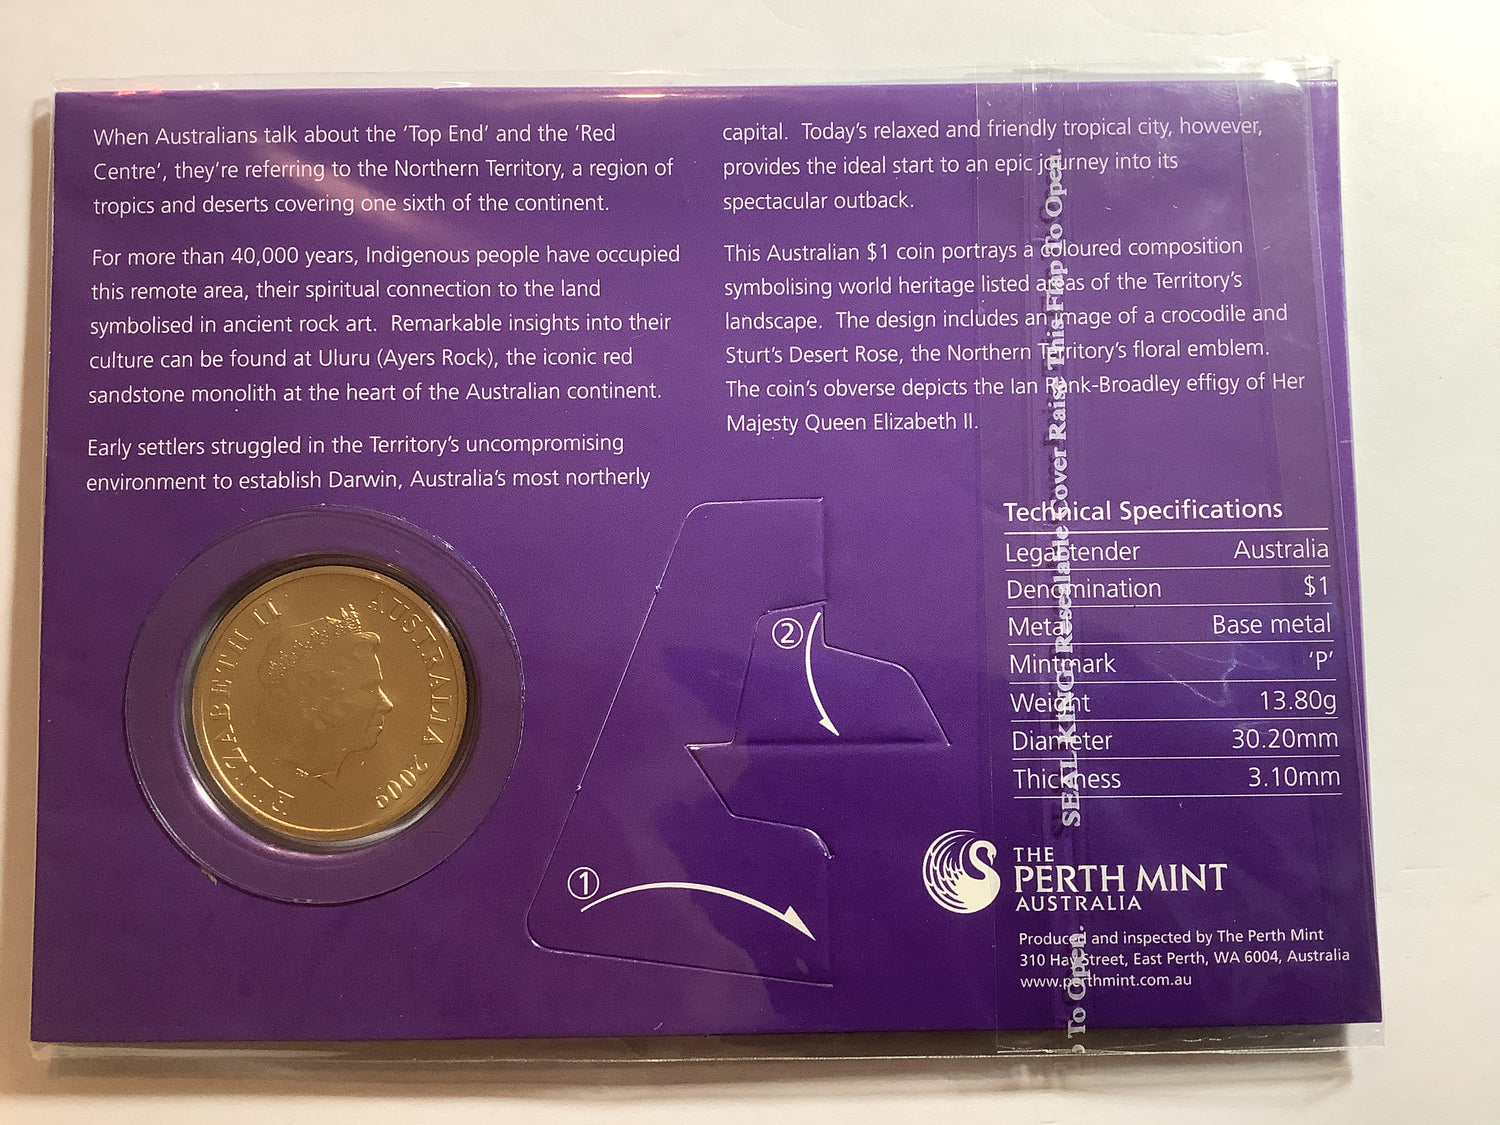 When Australians talk about the ‘Top End’ and the ‘Red
Centre’, they’re referring to the Northern Territory, a region of
tropics and deserts covering one sixth of the continent.
For more than 40,000 years, Indigenous people have occupied
this remote area, their spiritual connection to the land
symbolised in ancient rock art. Remarkable insights into their
culture can be found at Uluru (Ayers Rock), the iconic red
sandstone monolith at the heart of the Australian continent.
Early settlers struggled in the Territory’s uncompromising
environment to establish Darwin, Australia’s most northerly
capital. Today’s relaxed and friendly tropical city, however,
provides the ideal start to an epic journey into its
spectacular outback.
This Australian $1 coin portrays a coloured composition
symbolising world heritage listed areas of the Territory’s
landscape. The design includes an image of a crocodile and
Sturt’s Desert Rose, the Northern Territory’s floral emblem.
The coin’s obverse depicts the Ian Rank-Broadley effigy of Her
Majesty Queen Elizabeth II.
ELIZABETH II AUSTRALIA 2009
2
1
Technical Specifications
Legal tender Australia
Denomination $1
Metal Base metal
Mintmark ‘P’
Weight 13.80g
Diameter 30.20mm
Thickness 3.10mm
THE
PERTH MINT
AUSTRALIA
Produced and inspected by The Perth Mint
310 Hay Street, East Perth, WA 6004, Australia
www.perthmint.com.au
SEAL KING Resealable Cover Raise This Flap To Open.
To Open.